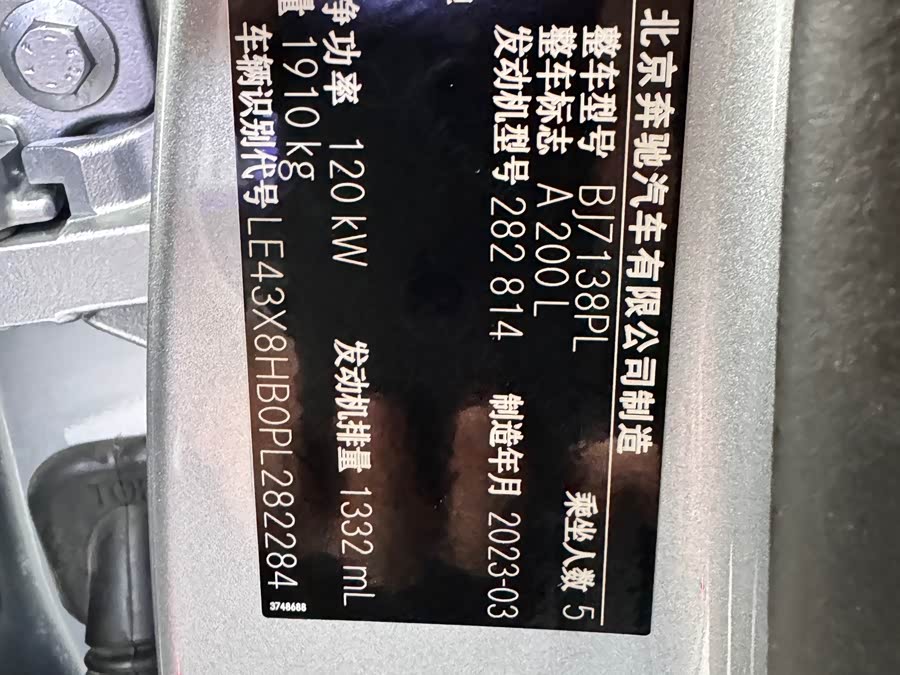 北京奔驰汽车有限公司制造
整车型号 BJ7138PL 乘坐人数 5
整车标志 A 200 L
发动机型号 282 814 制造年月 2023-03
净功率 120 kW 发动机排量 1332 mL
量 1910 kg
车辆识别代号 LE43X8HB0PL282284
3748688